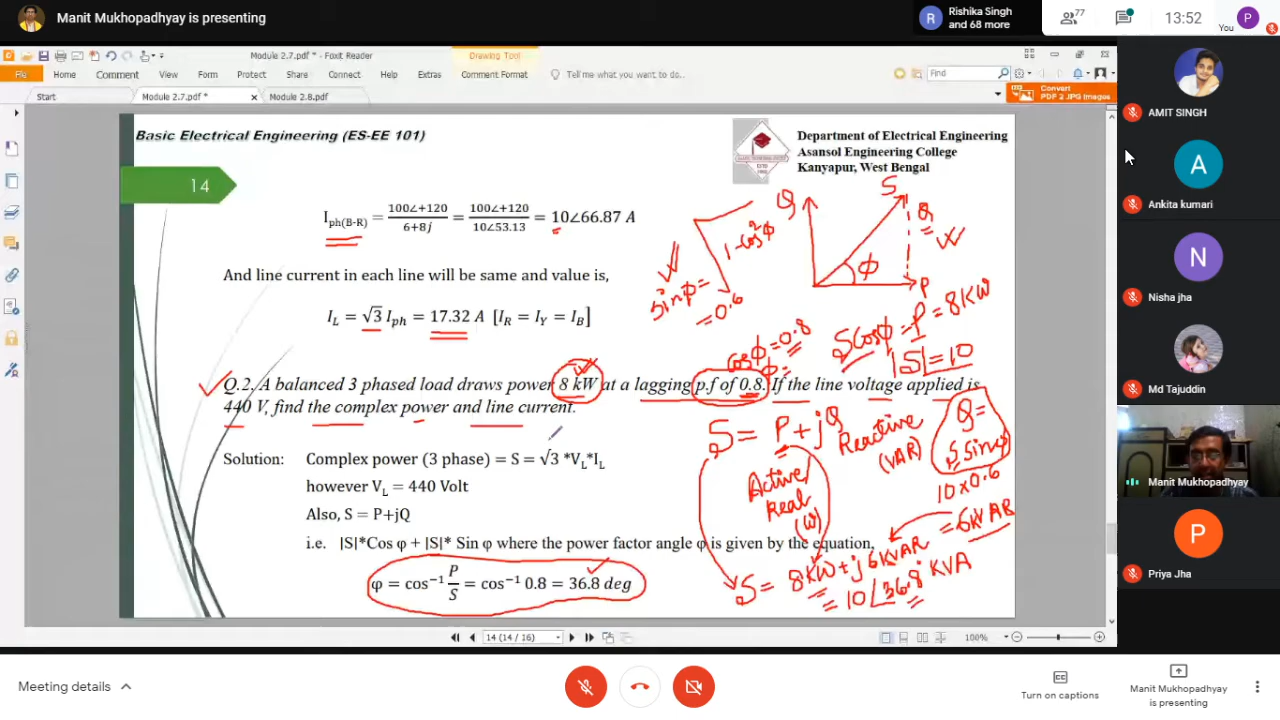 Manit Mukhopadhyay is presenting
Rishika Singh
and 68 more
77
13:52
You
P
R
Module 2.7.pdf * - Foxit Reader
Drawing Tool
File
Home
Comment
View
Form
Protect
Share
Connect
Help
Extras
Comment Format
Tell me what you want to do..
Find
Start
Module 2.7.pdf *
Module 2.8.pdf
Convert
PDF 2 JPG Images
Basic Electrical Engineering (ES-EE 101)
Department of Electrical Engineering
Asansol Engineering College
Kanyapur, West Bengal
14
I ph(B-R) = 100∠+120 / 6+8j = 100∠+120 / 10∠53.13 = 10∠66.87 A
And line current in each line will be same and value is,
I_L = √3 I_ph = 17.32 A [I_R = I_Y = I_B]
Q
S
Q
φ
P
sinφ =
1-cos²φ
= 0.6
cosφ = 0.8
φ =
S cosφ = P
P = 8KW
|S| = 10
Q.2. A balanced 3 phased load draws power 8 kW at a lagging p.f of 0.8. If the line voltage applied is
440 V, find the complex power and line current.
Solution: Complex power (3 phase) = S = √3 *V_L*I_L
however V_L = 440 Volt
Also, S = P+jQ
i.e. |S|*Cos φ + |S|* Sin φ where the power factor angle φ is given by the equation,
φ = cos⁻¹ P/S = cos⁻¹ 0.8 = 36.8 deg
S = P + jQ
Reactive
(VAR)
Active
Real
(W)
Q =
S sinφ
10 x 0.6
= 6KVAR
S = 8KW + j 6KVAR
= 10∠36.8° KVA
14 (14 / 16)
100%
AMIT SINGH
A
Ankita kumari
N
Nisha jha
Md Tajuddin
Manit Mukhopadhyay
P
Priya Jha
Meeting details
Turn on captions
Manit Mukhopadhyay
is presenting